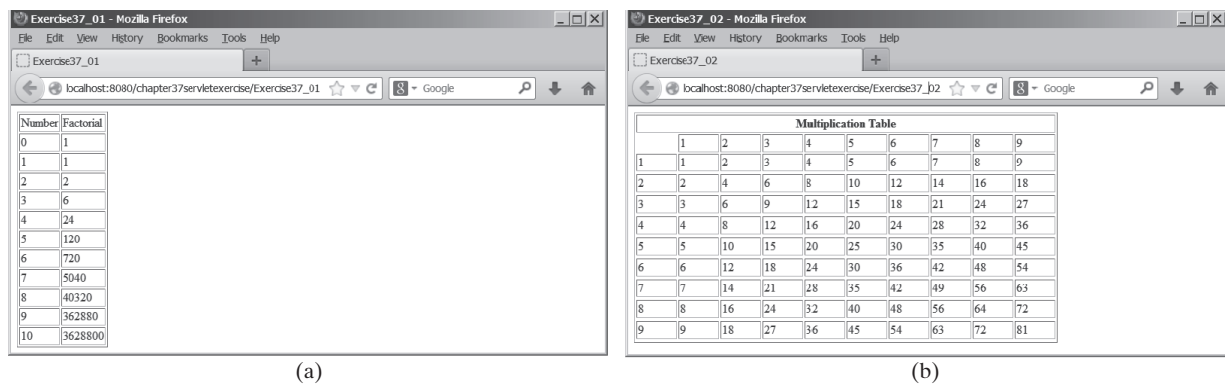 Exercise37_01 - Mozilla Firefox
File Edit View History Bookmarks Tools Help
Exercise37_01 +
localhost:8080/chapter37servletexercise/Exercise37_01 8 Google
Number Factorial
0 1
1 1
2 2
3 6
4 24
5 120
6 720
7 5040
8 40320
9 362880
10 3628800
(a)
Exercise37_02 - Mozilla Firefox
File Edit View History Bookmarks Tools Help
Exercise37_02 +
localhost:8080/chapter37servletexercise/Exercise37_02 8 Google
Multiplication Table
1 2 3 4 5 6 7 8 9
1 1 2 3 4 5 6 7 8 9
2 2 4 6 8 10 12 14 16 18
3 3 6 9 12 15 18 21 24 27
4 4 8 12 16 20 24 28 32 36
5 5 10 15 20 25 30 35 40 45
6 6 12 18 24 30 36 42 48 54
7 7 14 21 28 35 42 49 56 63
8 8 16 24 32 40 48 56 64 72
9 9 18 27 36 45 54 63 72 81
(b)